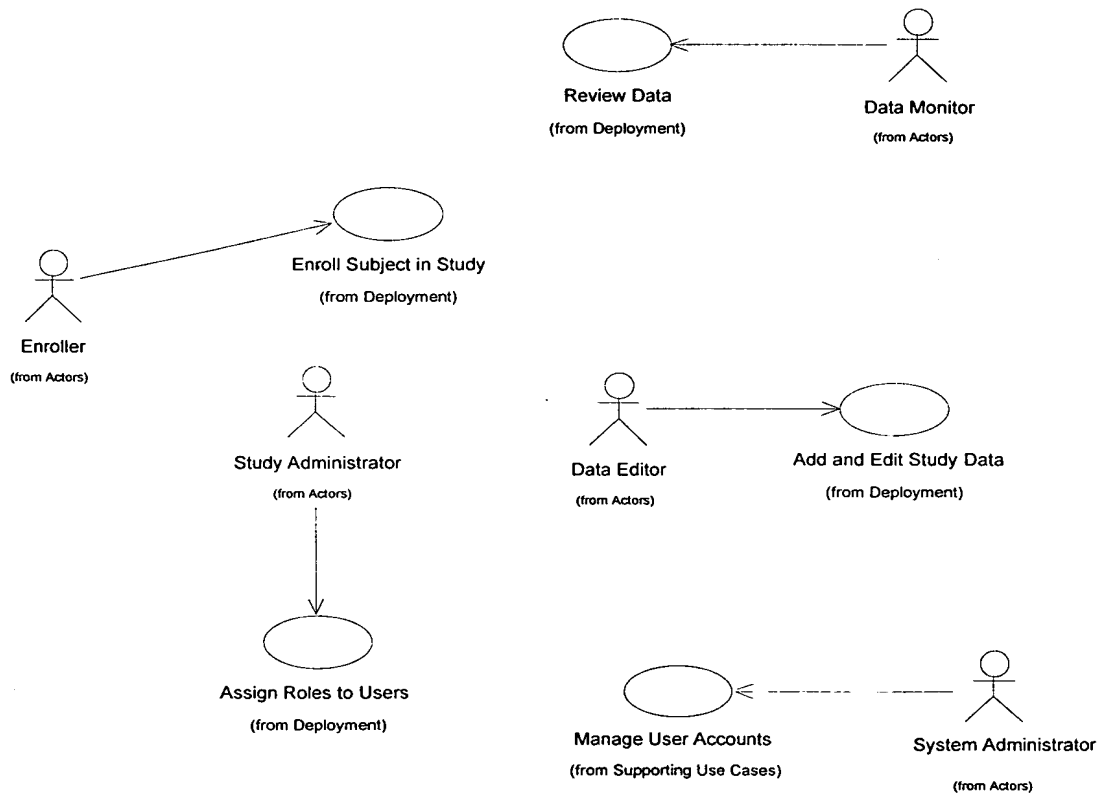 Review Data
(from Deployment)
Data Monitor
(from Actors)
Enroll Subject in Study
(from Deployment)
Enroller
(from Actors)
Study Administrator
(from Actors)
Data Editor
(from Actors)
Add and Edit Study Data
(from Deployment)
Assign Roles to Users
(from Deployment)
Manage User Accounts
(from Supporting Use Cases)
System Administrator
(from Actors)